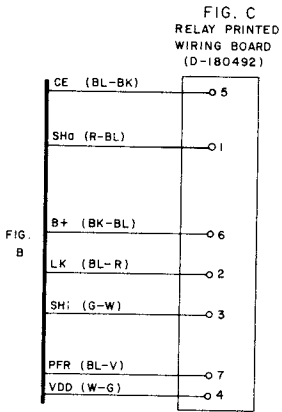 FIG. C
RELAY PRINTED
WIRING BOARD
(D-180492)
CE (BL-BK) 5
SHa (R-BL) 1
B+ (BK-BL) 6
FIG.
B
LK (BL-R) 2
SHi (G-W) 3
PFR (BL-V) 7
VDD (W-G) 4